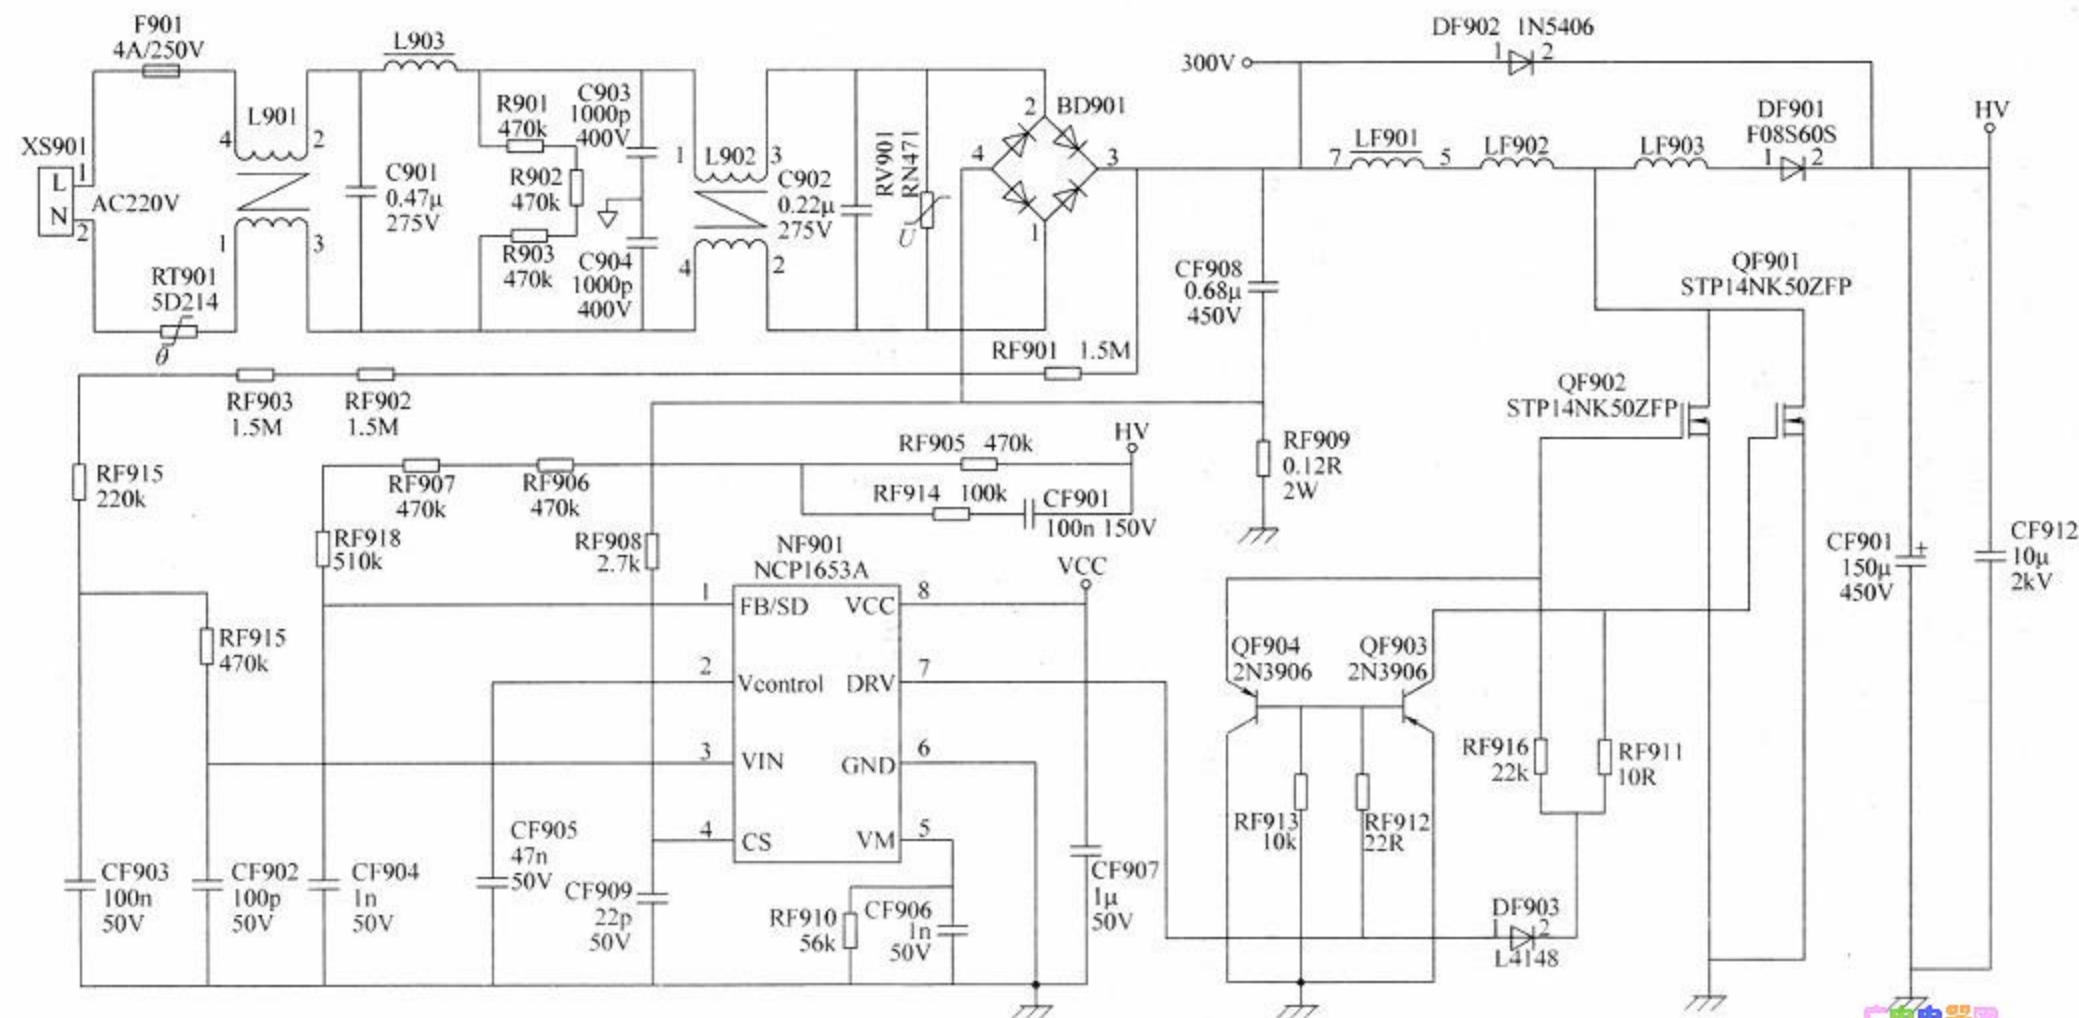 F901
4A/250V
L903
DF902 1N5406
1 2
300V
R901
470k
C903
1000p
400V
2 BD901
DF901
F08S60S
HV
L901
4 2
XS901
1
L
N
2
AC220V
C901
0.47μ
275V
R902
470k
1 L902 3
C902
0.22μ
275V
RV901
RN471
U
4 3
7 LF901 5
LF902
LF903
1 2
1 3
R903
470k
C904
1000p
400V
4 2
1
RT901
5D214
θ
CF908
0.68μ
450V
QF901
STP14NK50ZFP
RF901 1.5M
RF903
1.5M
RF902
1.5M
QF902
STP14NK50ZFP
RF905 470k
HV
RF909
0.12R
2W
RF915
220k
RF907
470k
RF906
470k
RF914 100k
CF901
100n 150V
RF918
510k
RF908
2.7k
NF901
NCP1653A
VCC
CF901
+
150μ
450V
CF912
10μ
2kV
1 FB/SD
VCC 8
RF915
470k
2 Vcontrol
DRV 7
QF904
2N3906
QF903
2N3906
3 VIN
GND 6
RF916
22k
RF911
10R
4 CS
VM 5
RF913
10k
RF912
22R
CF903
100n
50V
CF902
100p
50V
CF904
1n
50V
CF905
47n
50V
CF909
22p
50V
RF910
56k
CF906
1n
50V
CF907
1μ
50V
DF903
1 2
L4148